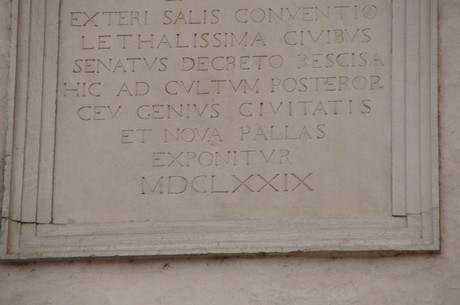 EXTERI SALIS CONVENTIO
LETHALISSIMA CIVIBVS
SENATVS DECRETO RESCISA
HIC AD CVLTVM POSTEROR
CEV GENIVS CIVITATIS
ET NOVA PALLAS
EXPONITVR
MDCLXXIX